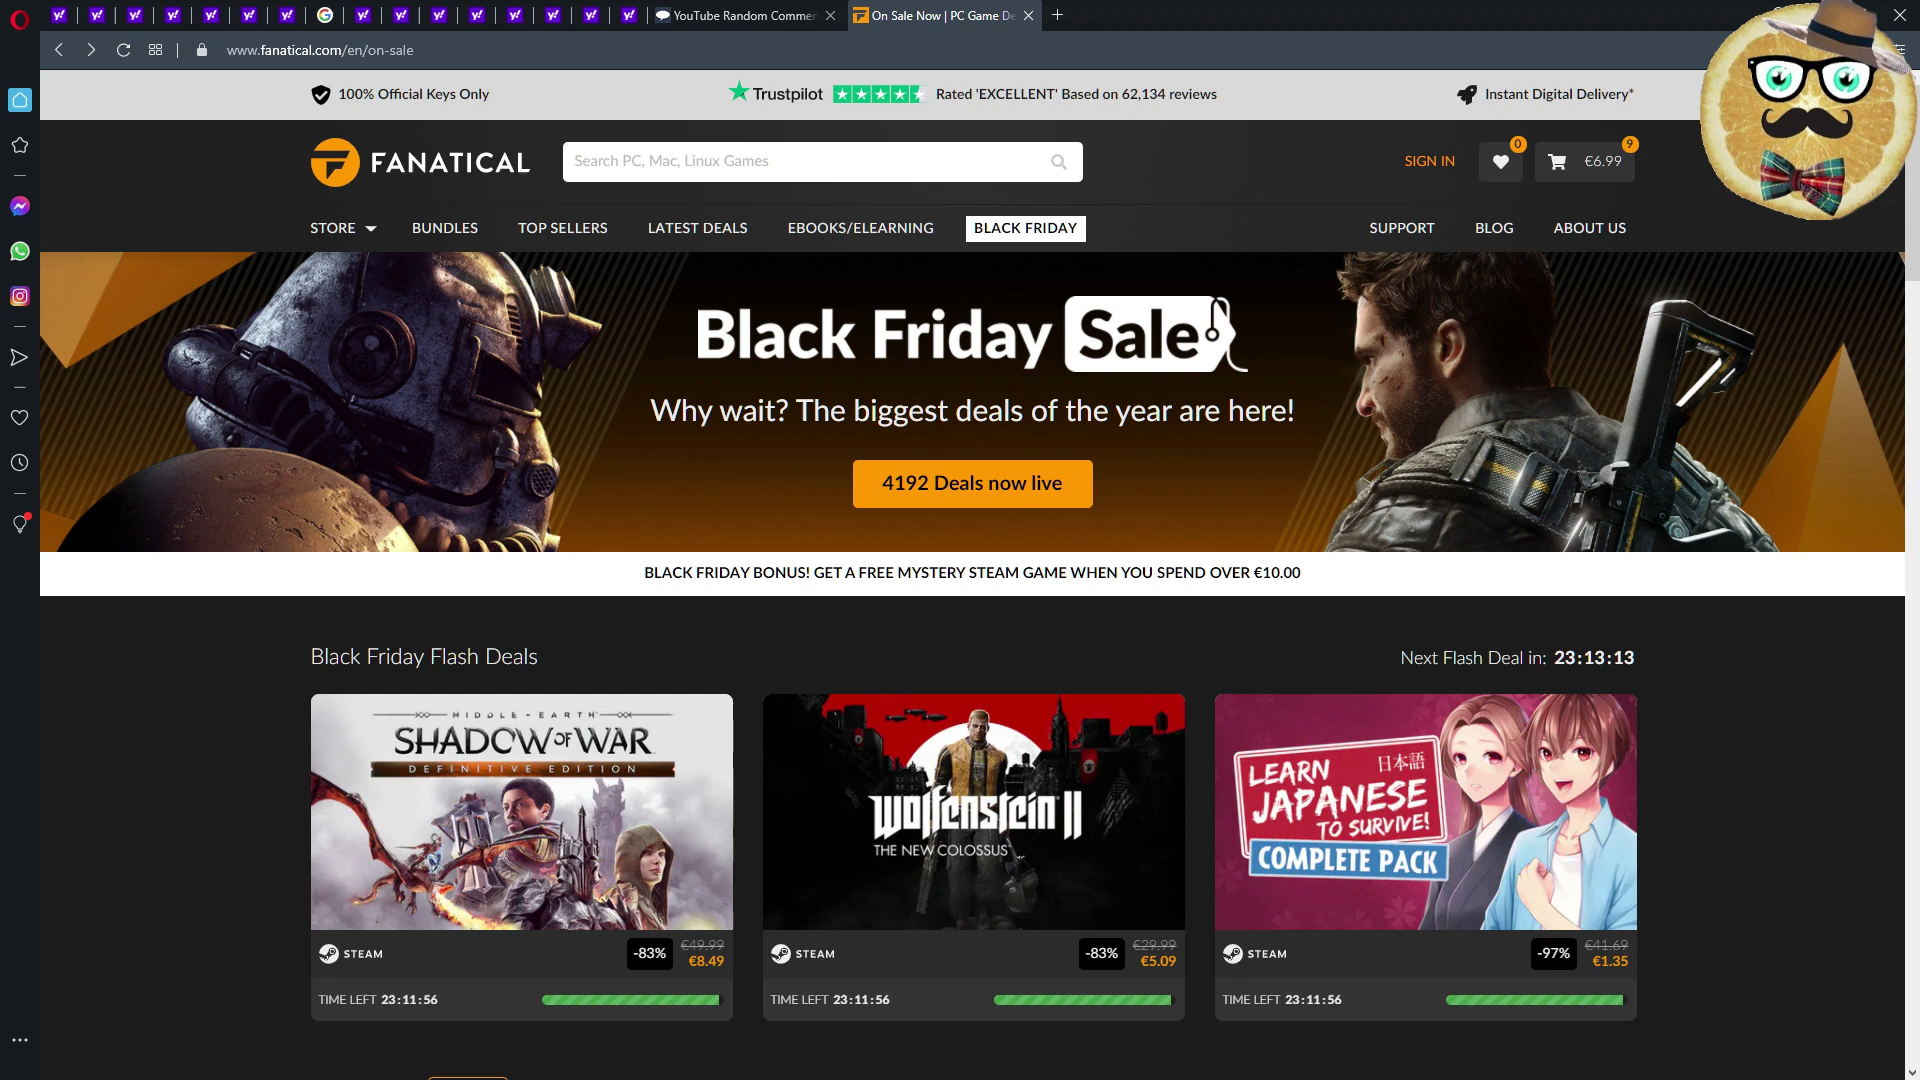 YouTube Random Commen
On Sale Now | PC Game De
www.fanatical.com/en/on-sale
100% Official Keys Only
Trustpilot
Rated 'EXCELLENT' Based on 62,134 reviews
Instant Digital Delivery*
FANATICAL
Search PC, Mac, Linux Games
SIGN IN
0
9
€6.99
STORE
BUNDLES
TOP SELLERS
LATEST DEALS
EBOOKS/ELEARNING
BLACK FRIDAY
SUPPORT
BLOG
ABOUT US
Black Friday Sale
Why wait? The biggest deals of the year are here!
4192 Deals now live
BLACK FRIDAY BONUS! GET A FREE MYSTERY STEAM GAME WHEN YOU SPEND OVER €10.00
Black Friday Flash Deals
Next Flash Deal in: 23:13:13
MIDDLE-EARTH
SHADOW OF WAR
DEFINITIVE EDITION
STEAM
-83%
€49.99
€8.49
TIME LEFT 23:11:56
Wolfenstein II
THE NEW COLOSSUS
STEAM
-83%
€29.99
€5.09
TIME LEFT 23:11:56
LEARN 日本語
JAPANESE
TO SURVIVE!
COMPLETE PACK
STEAM
-97%
€41.69
€1.35
TIME LEFT 23:11:56